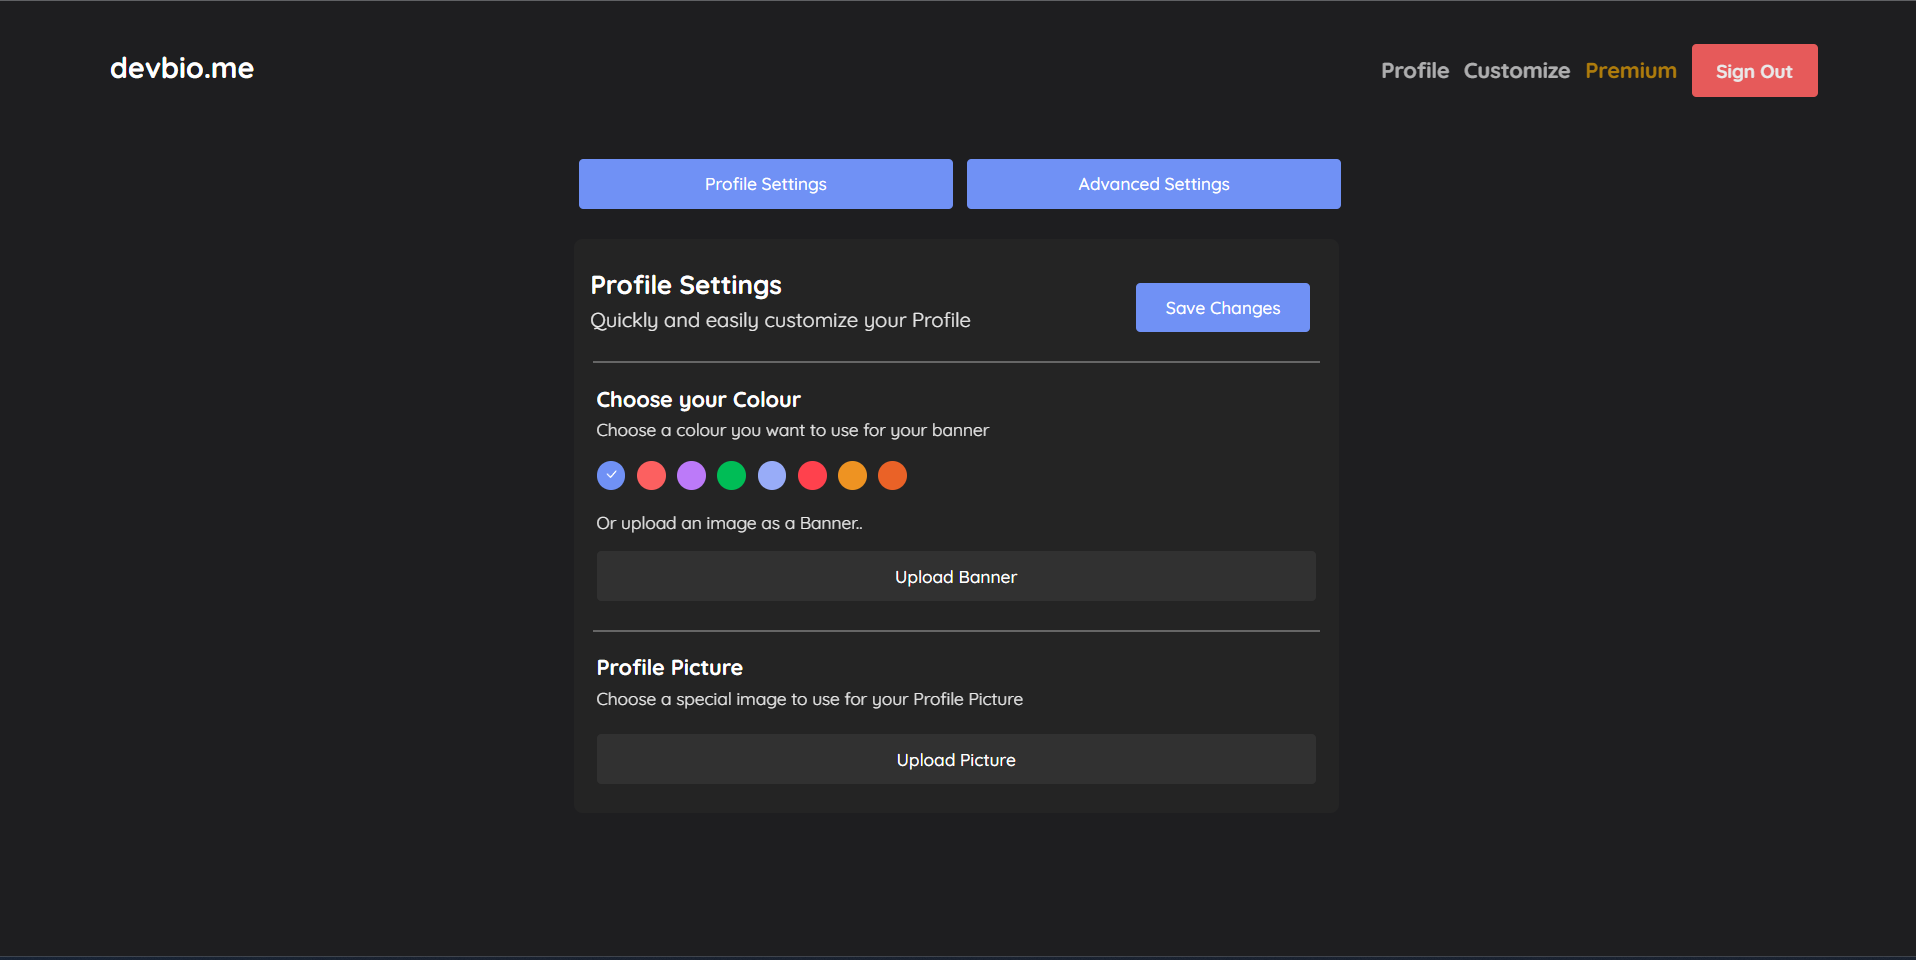 devbio.me
Profile Customize Premium Sign Out
Profile Settings Advanced Settings
Profile Settings
Quickly and easily customize your Profile
Save Changes
Choose your Colour
Choose a colour you want to use for your banner
Or upload an image as a Banner..
Upload Banner
Profile Picture
Choose a special image to use for your Profile Picture
Upload Picture